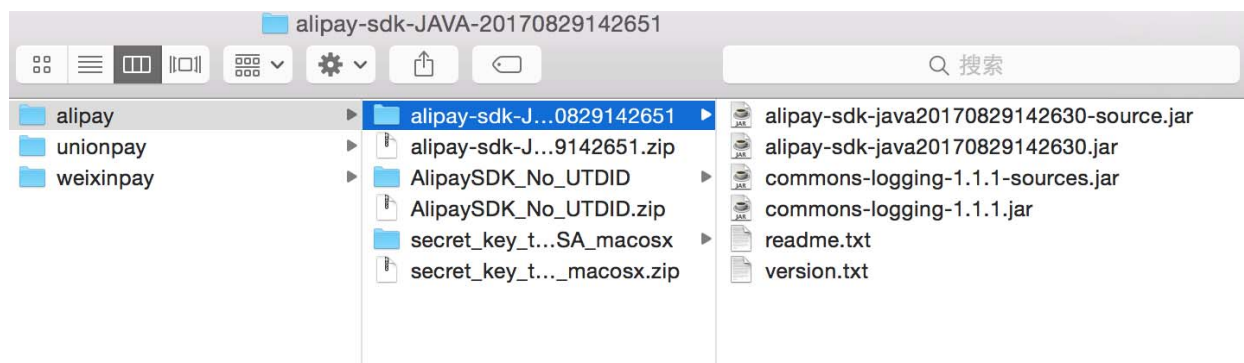 alipay-sdk-JAVA-20170829142651
搜索
alipay
unionpay
weixinpay
alipay-sdk-J...0829142651
alipay-sdk-J...9142651.zip
AlipaySDK_No_UTDID
AlipaySDK_No_UTDID.zip
secret_key_t...SA_macosx
secret_key_t..._macosx.zip
alipay-sdk-java20170829142630-source.jar
alipay-sdk-java20170829142630.jar
commons-logging-1.1.1-sources.jar
commons-logging-1.1.1.jar
readme.txt
version.txt